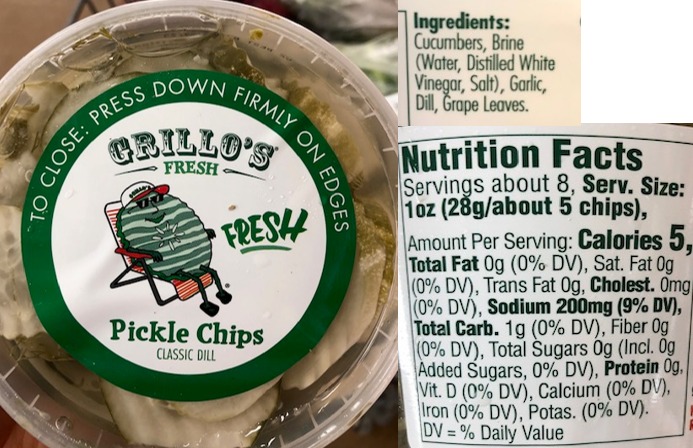 TO CLOSE: PRESS DOWN FIRMLY ON EDGES
GRILLO'S
FRESH
FRESH
Pickle Chips
CLASSIC DILL
Ingredients:
Cucumbers, Brine
(Water, Distilled White
Vinegar, Salt), Garlic,
Dill, Grape Leaves.
Nutrition Facts
Servings about 8, Serv. Size:
1oz (28g/about 5 chips),
Amount Per Serving: Calories 5,
Total Fat 0g (0% DV), Sat. Fat 0g
(0% DV), Trans Fat 0g, Cholest. 0mg
(0% DV), Sodium 200mg (9% DV),
Total Carb. 1g (0% DV), Fiber 0g
(0% DV), Total Sugars 0g (Incl. 0g
Added Sugars, 0% DV), Protein 0g,
Vit. D (0% DV), Calcium (0% DV),
Iron (0% DV), Potas. (0% DV).
DV = % Daily Value